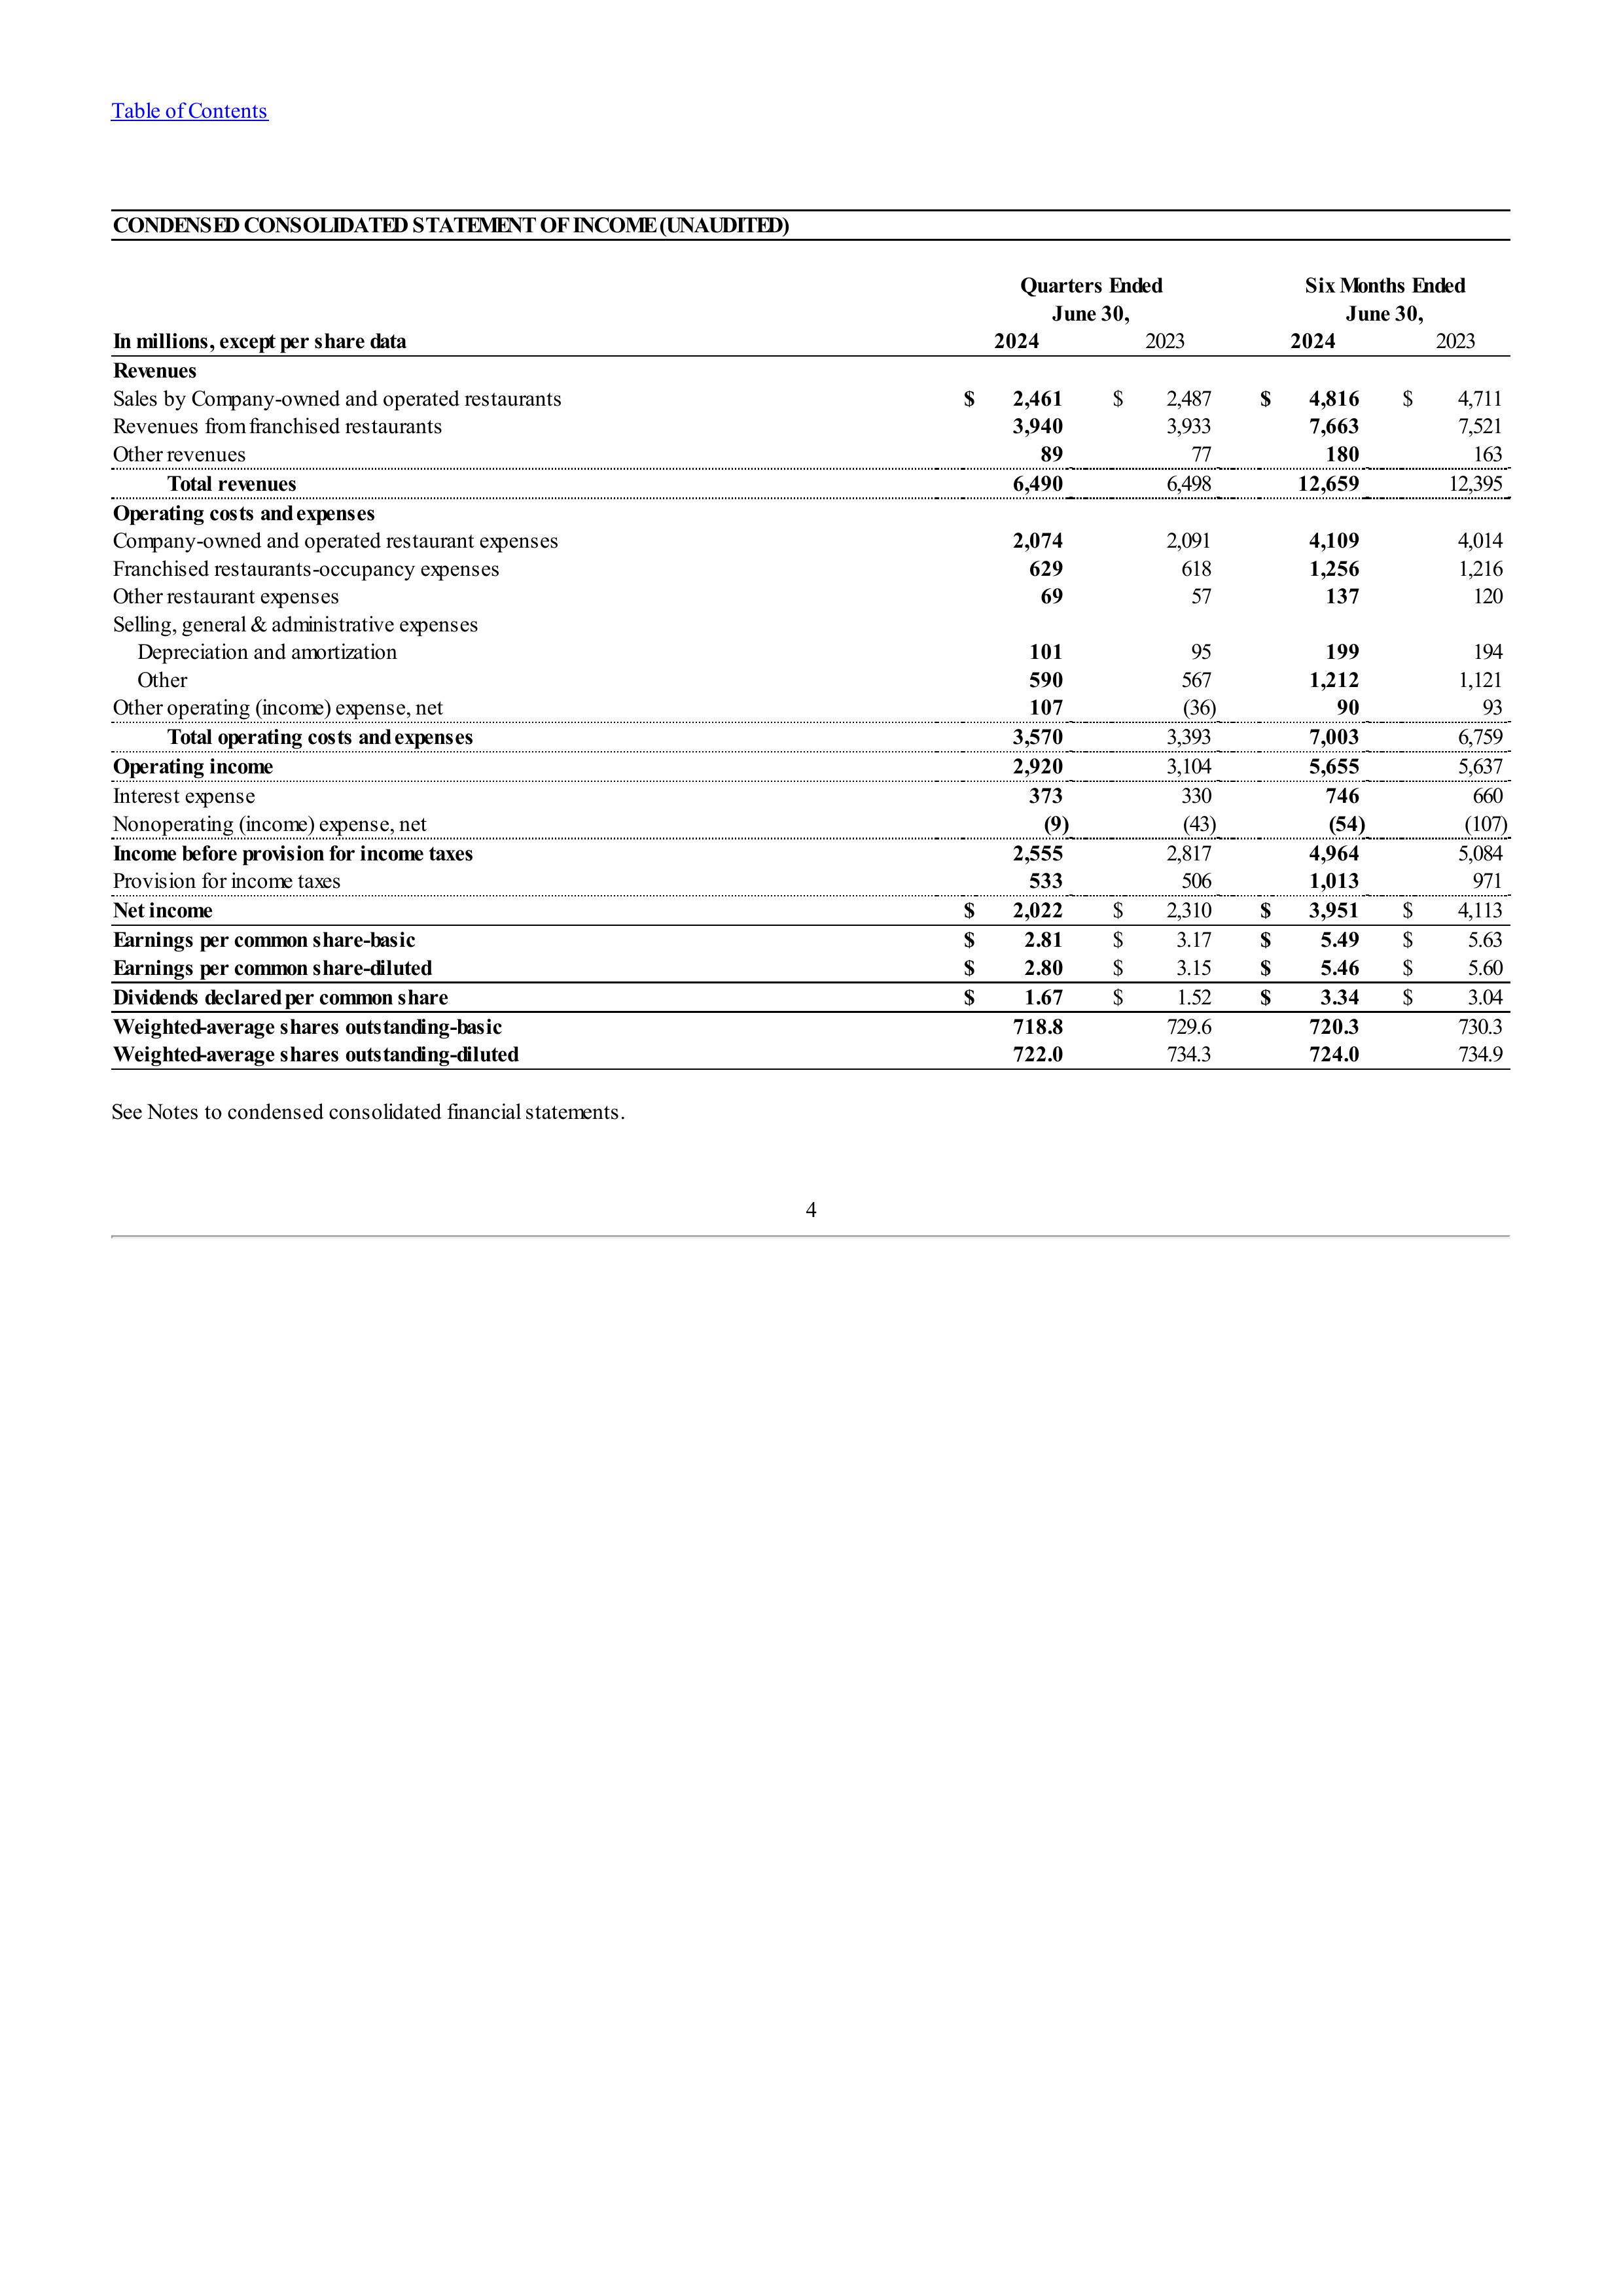 Table of Contents
CONDENSED CONSOLIDATED STATEMENT OF INCOME (UNAUDITED)
Quarters Ended Six Months Ended
June 30, June 30,
In millions, except per share data 2024 2023 2024 2023
Revenues
Sales by Company-owned and operated restaurants $ 2,461 $ 2,487 $ 4,816 $ 4,711
Revenues from franchised restaurants 3,940 3,933 7,663 7,521
Other revenues 89 77 180 163
Total revenues 6,490 6,498 12,659 12,395
Operating costs and expenses
Company-owned and operated restaurant expenses 2,074 2,091 4,109 4,014
Franchised restaurants-occupancy expenses 629 618 1,256 1,216
Other restaurant expenses 69 57 137 120
Selling, general & administrative expenses
Depreciation and amortization 101 95 199 194
Other 590 567 1,212 1,121
Other operating (income) expense, net 107 (36) 90 93
Total operating costs and expenses 3,570 3,393 7,003 6,759
Operating income 2,920 3,104 5,655 5,637
Interest expense 373 330 746 660
Nonoperating (income) expense, net (9) (43) (54) (107)
Income before provision for income taxes 2,555 2,817 4,964 5,084
Provision for income taxes 533 506 1,013 971
Net income $ 2,022 $ 2,310 $ 3,951 $ 4,113
Earnings per common share-basic $ 2.81 $ 3.17 $ 5.49 $ 5.63
Earnings per common share-diluted $ 2.80 $ 3.15 $ 5.46 $ 5.60
Dividends declared per common share $ 1.67 $ 1.52 $ 3.34 $ 3.04
Weighted-average shares outstanding-basic 718.8 729.6 720.3 730.3
Weighted-average shares outstanding-diluted 722.0 734.3 724.0 734.9
See Notes to condensed consolidated financial statements.
4